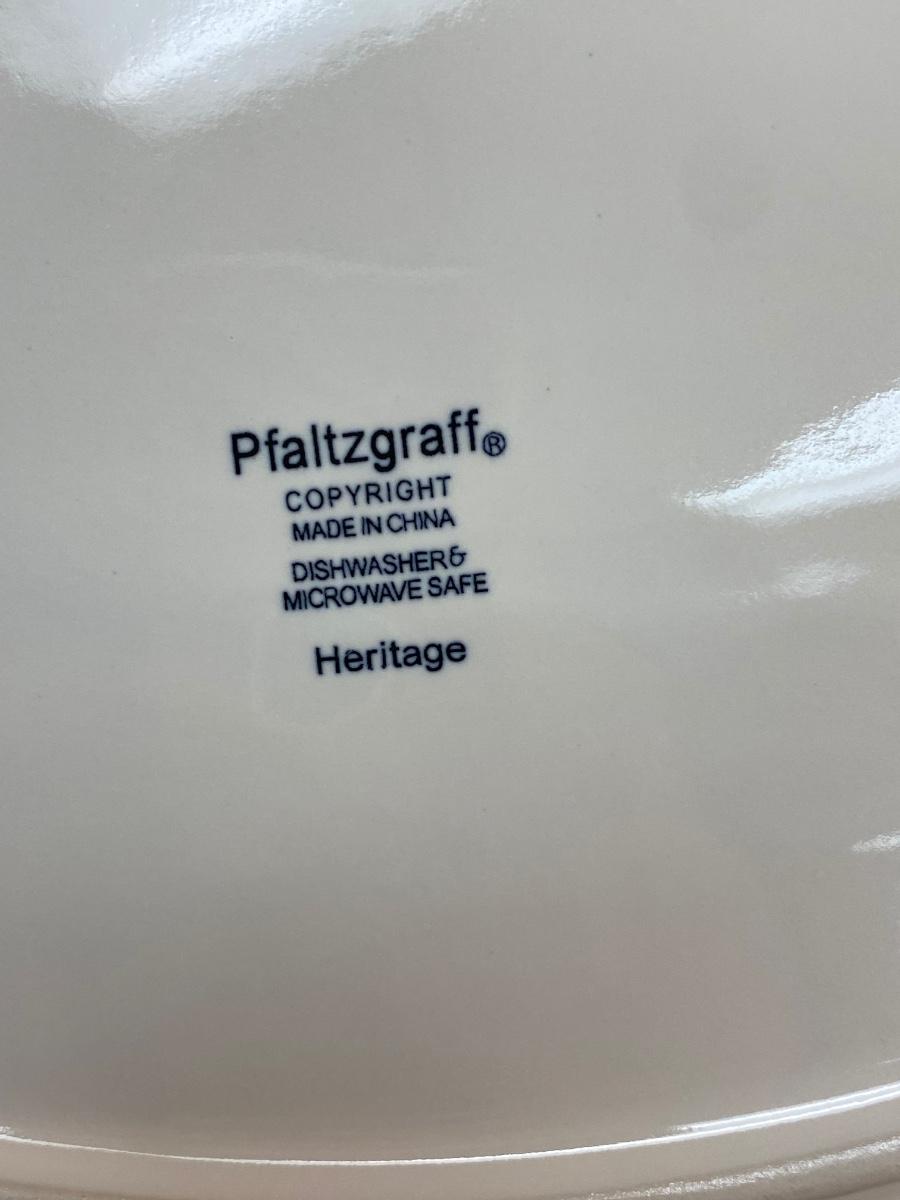 Pfaltzgraff®
COPYRIGHT
MADE IN CHINA
DISHWASHER&
MICROWAVE SAFE
Heritage